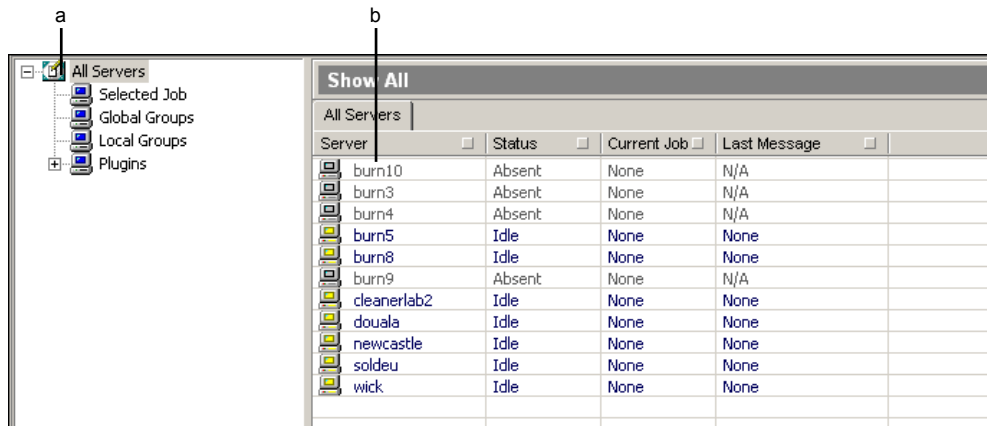 a b
All Servers
Selected Job
Global Groups
Local Groups
Plugins
Show All
All Servers
Server Status Current Job Last Message
burn10 Absent None N/A
burn3 Absent None N/A
burn4 Absent None N/A
burn5 Idle None None
burn8 Idle None None
burn9 Absent None N/A
cleanerlab2 Idle None None
douala Idle None None
newcastle Idle None None
soldeu Idle None None
wick Idle None None